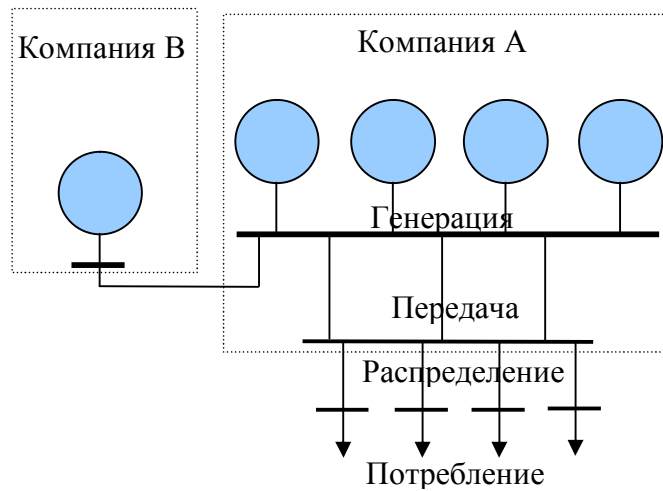 Компания В
Компания А
Генерация
Передача
Распределение
Потребление